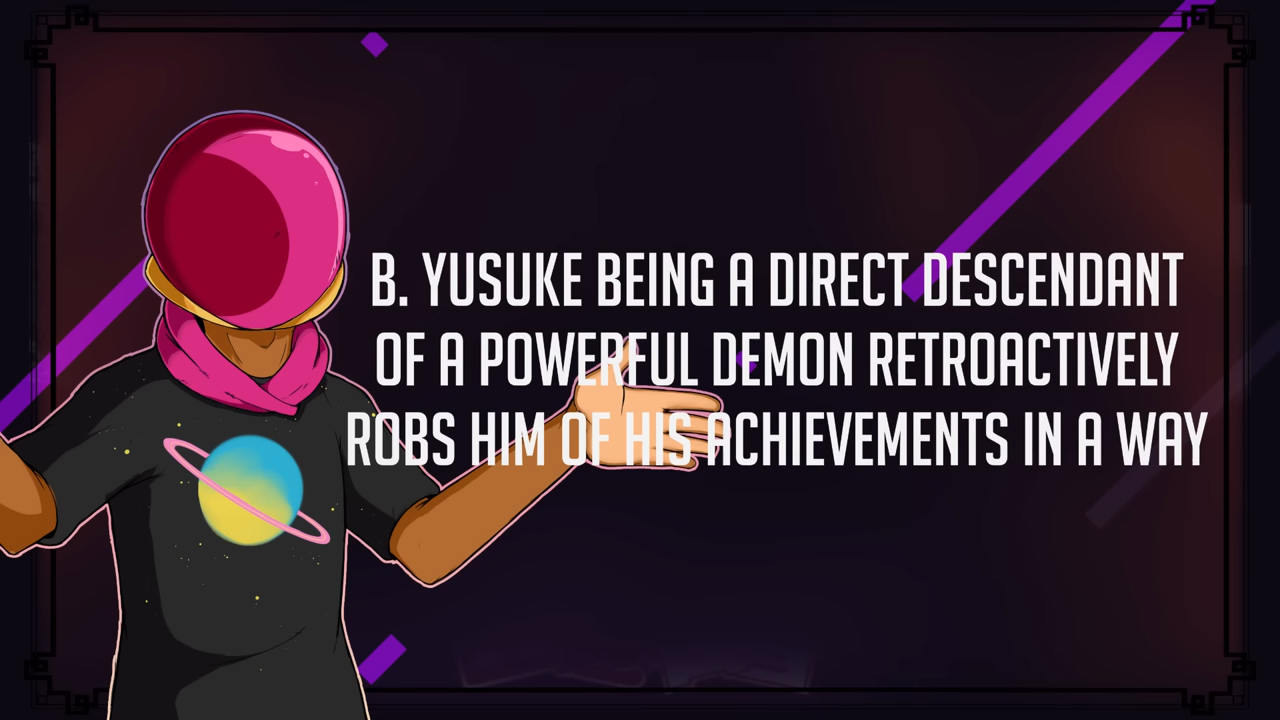 B. YUSUKE BEING A DIRECT DESCENDANT
OF A POWERFUL DEMON RETROACTIVELY
ROBS HIM OF HIS ACHIEVEMENTS IN A WAY